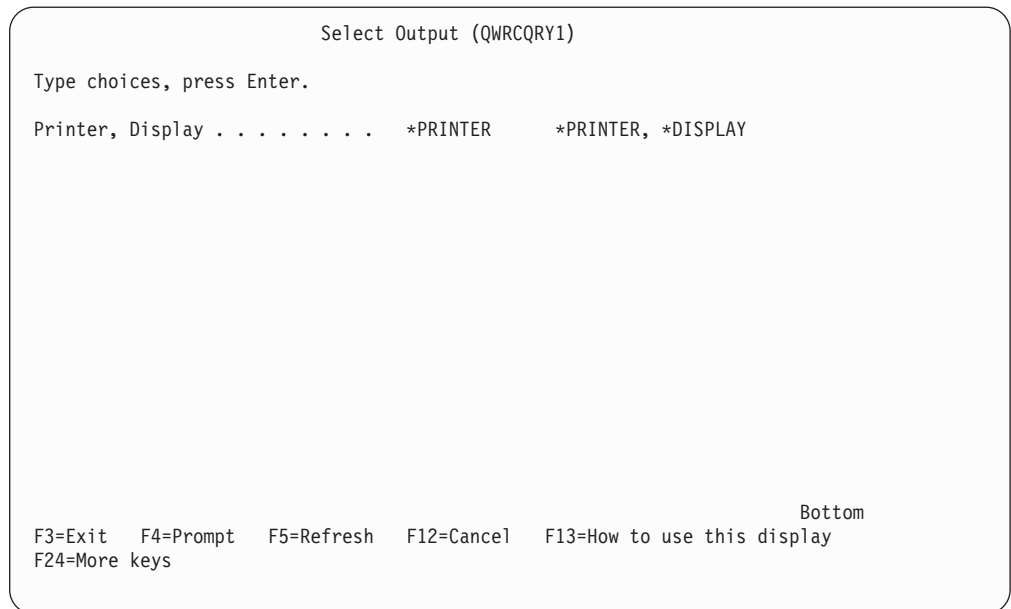 Select Output (QWRCQRY1)
Type choices, press Enter.
Printer, Display . . . . . . . . *PRINTER *PRINTER, *DISPLAY
Bottom
F3=Exit F4=Prompt F5=Refresh F12=Cancel F13=How to use this display
F24=More keys